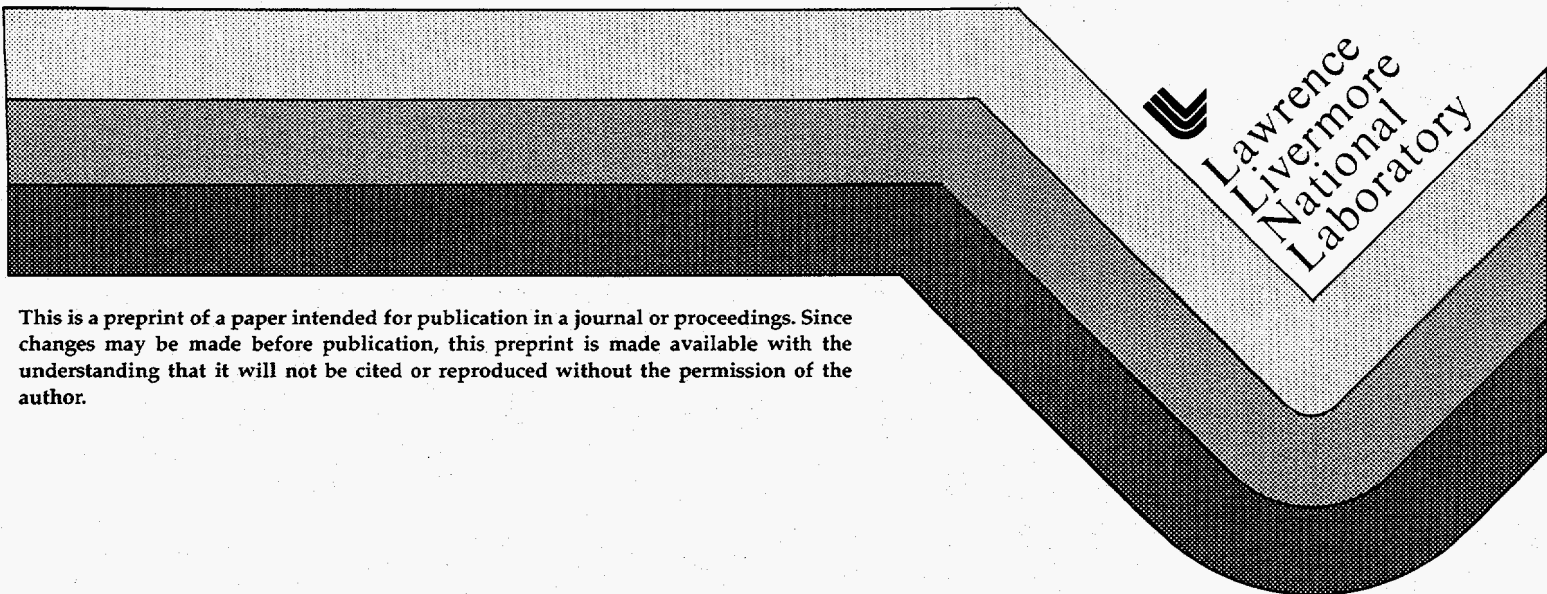 Lawrence
Livermore
National
Laboratory
This is a preprint of a paper intended for publication in a journal or proceedings. Since
changes may be made before publication, this preprint is made available with the
understanding that it will not be cited or reproduced without the permission of the
author.